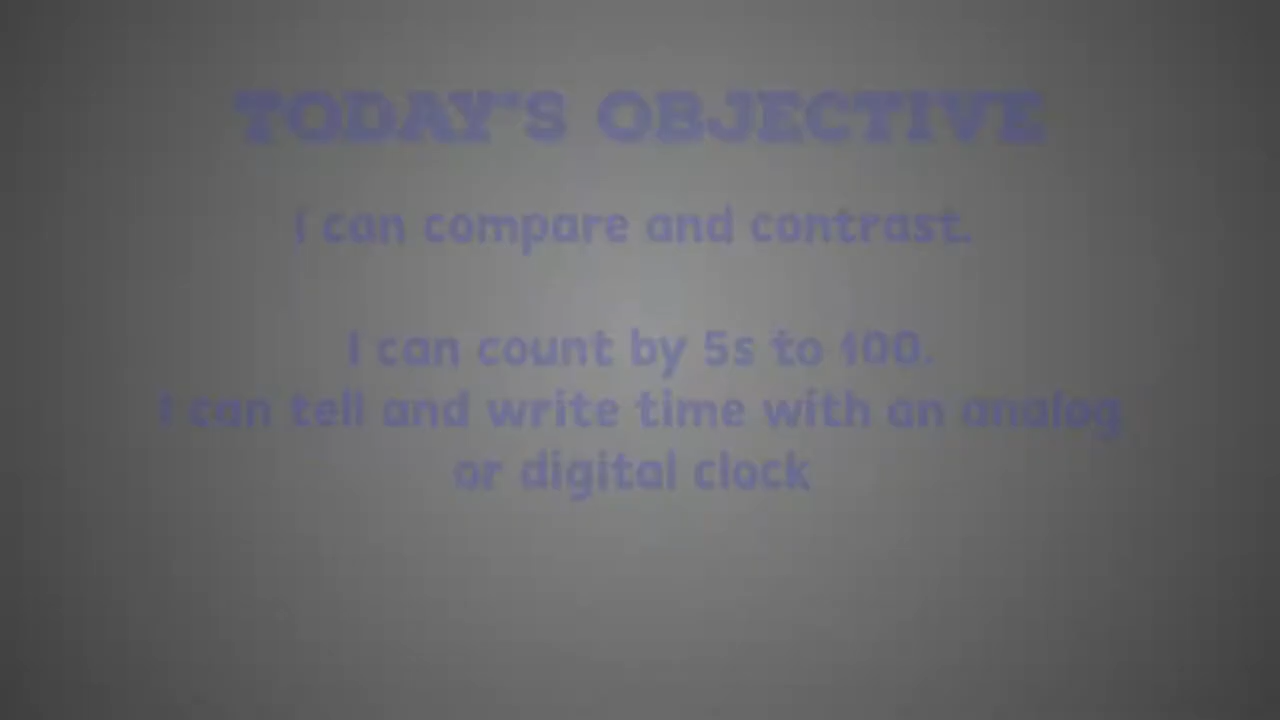 TODAY'S OBJECTIVE
I can compare and contrast.
I can count by 5s to 100.
I can tell and write time with an analog
or digital clock